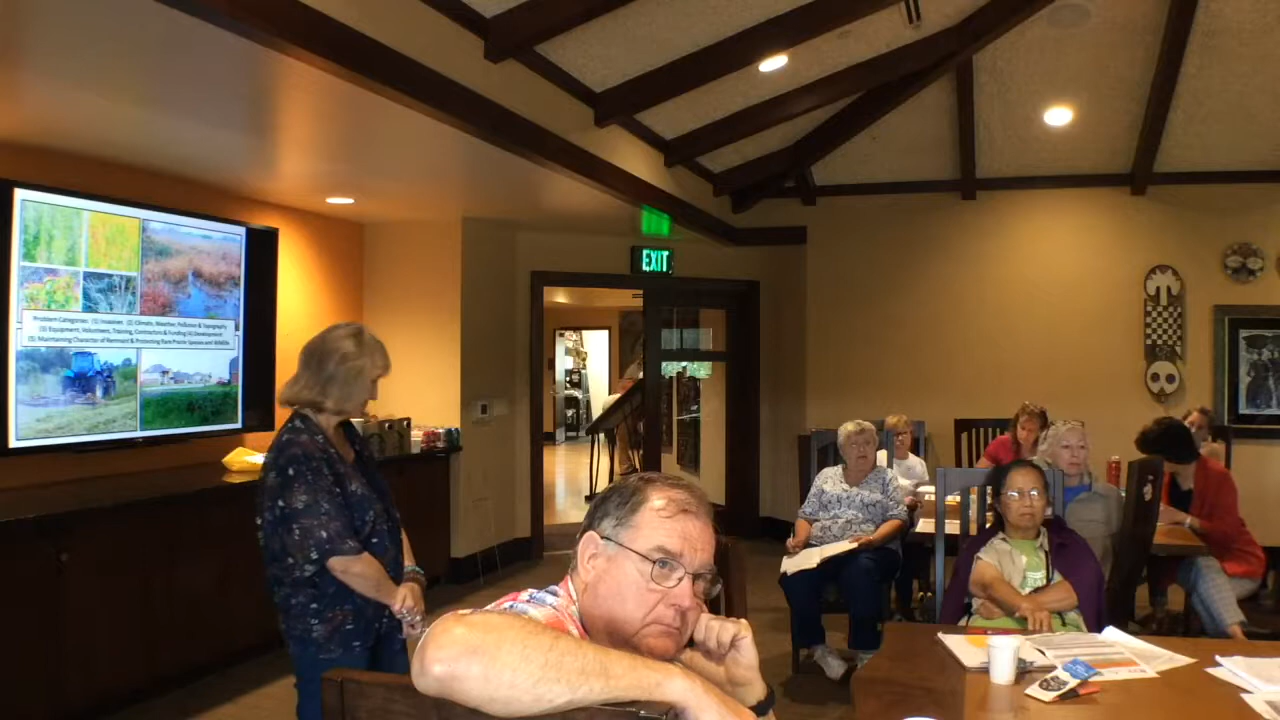 Problem Categories: (1) Invasives (2) Climate, Weather, Pollution & Topography
(3) Equipment, Volunteers, Training, Contractors & Funding (4) Development
(5) Maintaining Character of Remnant & Protecting Rare Prairie Species and
EXIT